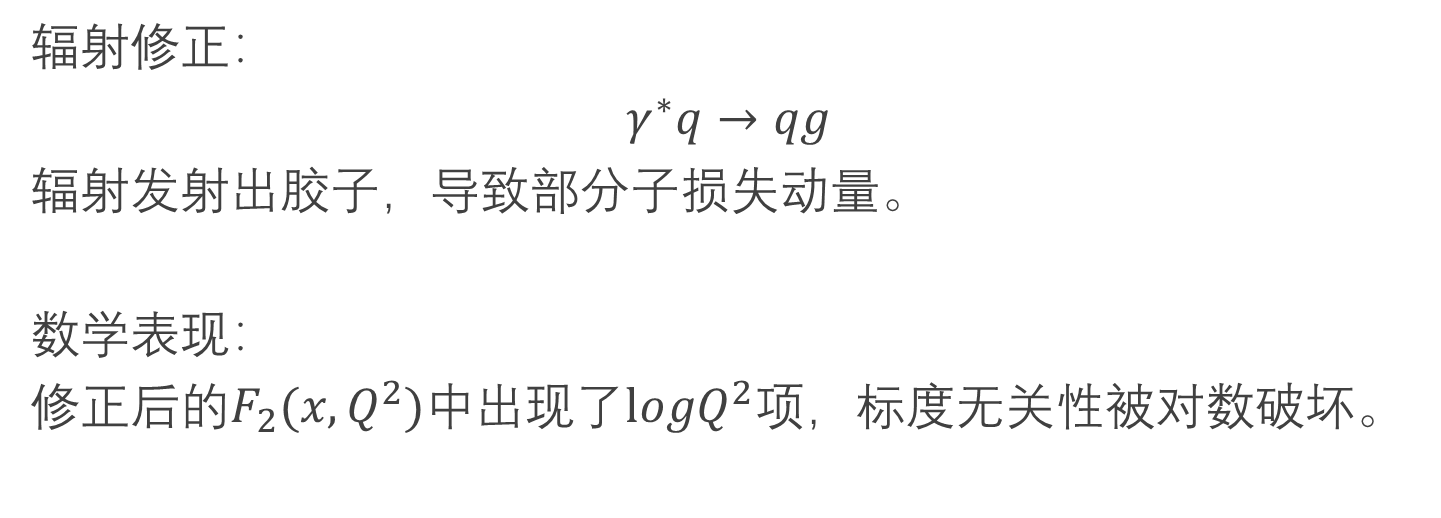 辐射修正：
γ*q → qg
辐射发射出胶子，导致部分子损失动量。
数学表现：
修正后的F₂(x, Q²)中出现了logQ²项，标度无关性被对数破坏。